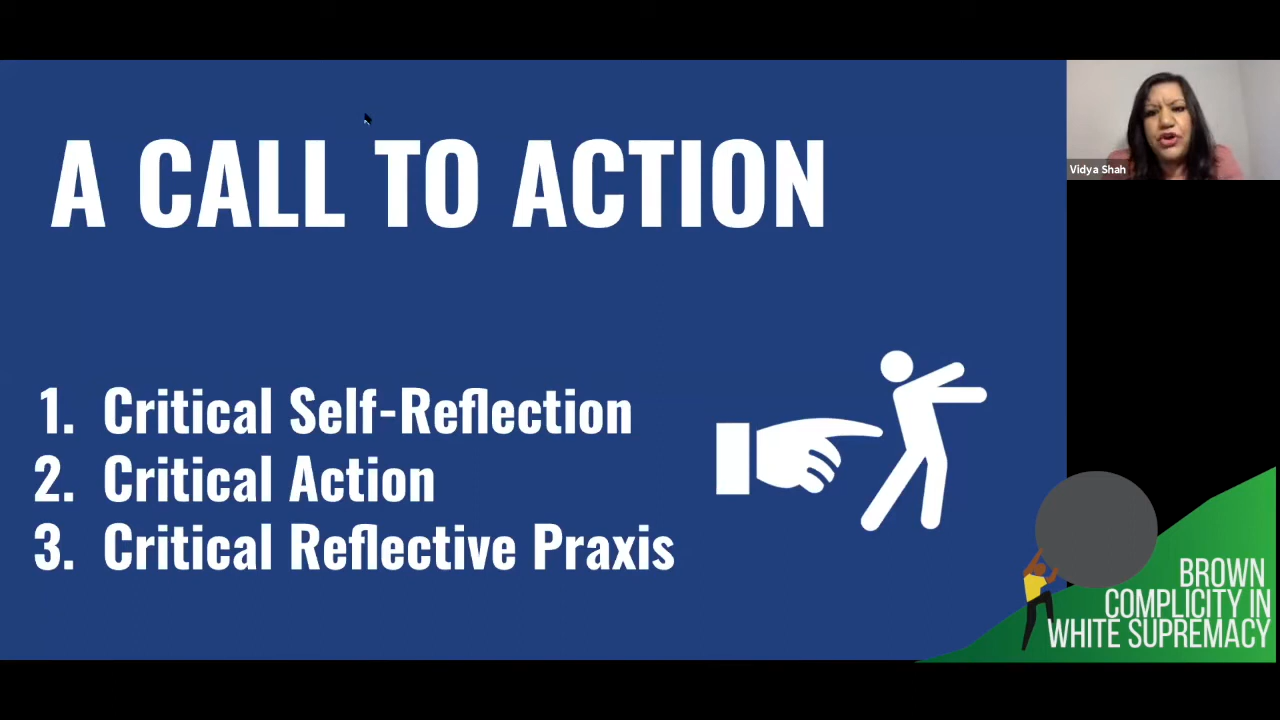 A CALL TO ACTION
Vidya Shah
1. Critical Self-Reflection
2. Critical Action
3. Critical Reflective Praxis
BROWN
COMPLICITY IN
WHITE SUPREMACY